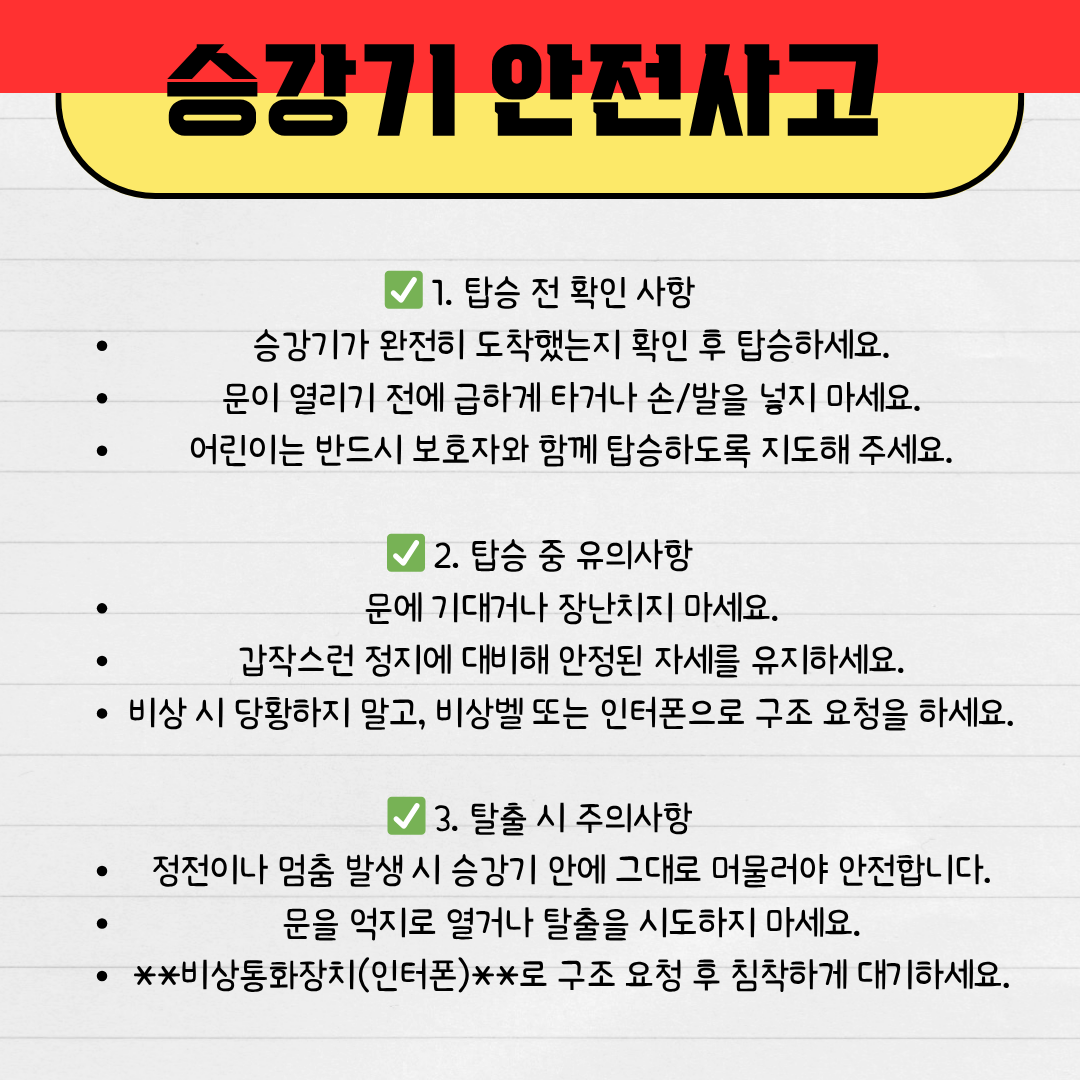 승강기 안전사고
✅ 1. 탑승 전 확인 사항
• 승강기가 완전히 도착했는지 확인 후 탑승하세요.
• 문이 열리기 전에 급하게 타거나 손/발을 넣지 마세요.
• 어린이는 반드시 보호자와 함께 탑승하도록 지도해 주세요.
✅ 2. 탑승 중 유의사항
• 문에 기대거나 장난치지 마세요.
• 갑작스런 정지에 대비해 안정된 자세를 유지하세요.
• 비상 시 당황하지 말고, 비상벨 또는 인터폰으로 구조 요청을 하세요.
✅ 3. 탈출 시 주의사항
• 정전이나 멈춤 발생 시 승강기 안에 그대로 머물러야 안전합니다.
• 문을 억지로 열거나 탈출을 시도하지 마세요.
• **비상통화장치(인터폰)**로 구조 요청 후 침착하게 대기하세요.